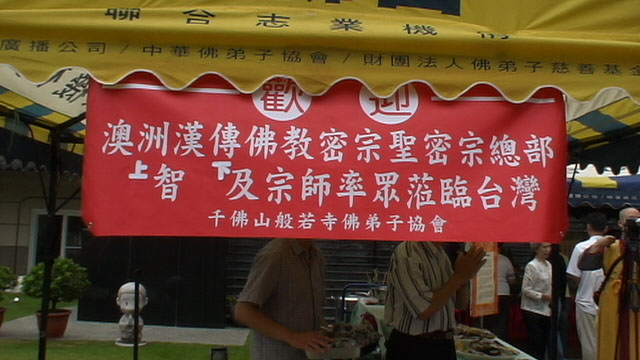 聯合志業機
廣播公司／中華佛弟子協會／財團法人佛弟子慈善基金
歡迎
澳洲漢傳佛教密宗聖密宗總部
上智下及宗師率眾蒞臨台灣
千佛山般若寺佛弟子協會